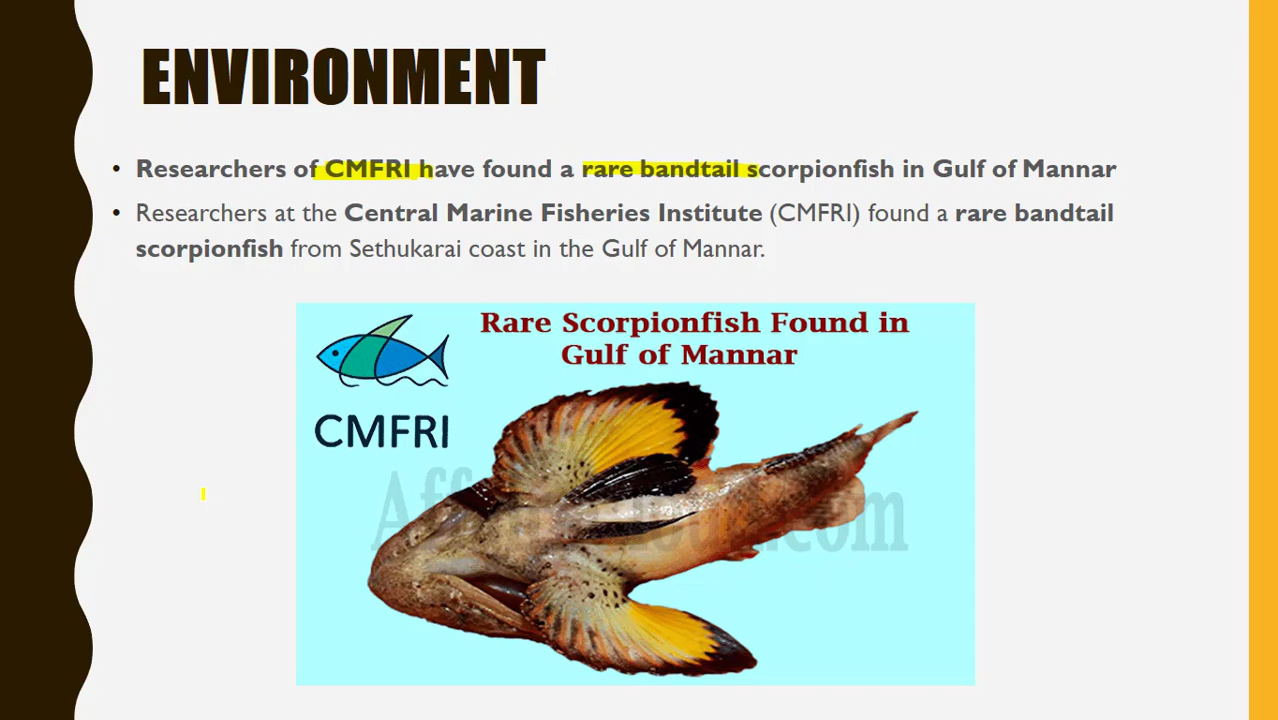 ENVIRONMENT
• Researchers of CMFRI have found a rare bandtail scorpionfish in Gulf of Mannar
• Researchers at the Central Marine Fisheries Institute (CMFRI) found a rare bandtail
scorpionfish from Sethukarai coast in the Gulf of Mannar.
Rare Scorpionfish Found in
Gulf of Mannar
CMFRI